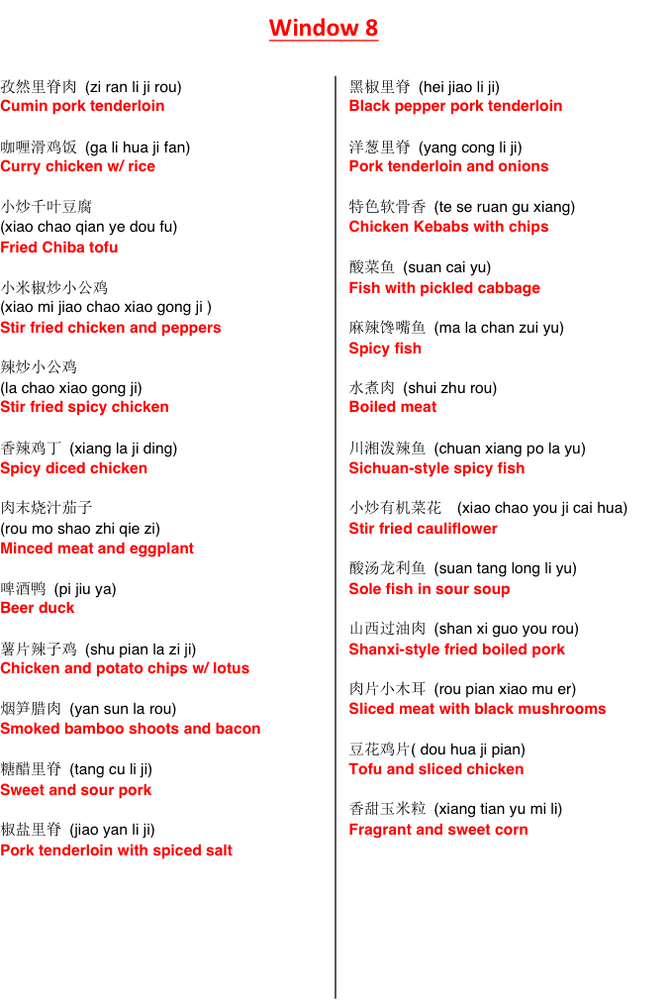 Window 8
孜然里脊肉 (zi ran li ji rou)
Cumin pork tenderloin
咖喱滑鸡饭 (ga li hua ji fan)
Curry chicken w/ rice
小炒千叶豆腐
(xiao chao qian ye dou fu)
Fried Chiba tofu
小米椒炒小公鸡
(xiao mi jiao chao xiao gong ji )
Stir fried chicken and peppers
辣炒小公鸡
(la chao xiao gong ji)
Stir fried spicy chicken
香辣鸡丁 (xiang la ji ding)
Spicy diced chicken
肉末烧汁茄子
(rou mo shao zhi qie zi)
Minced meat and eggplant
啤酒鸭 (pi jiu ya)
Beer duck
薯片辣子鸡 (shu pian la zi ji)
Chicken and potato chips w/ lotus
烟笋腊肉 (yan sun la rou)
Smoked bamboo shoots and bacon
糖醋里脊 (tang cu li ji)
Sweet and sour pork
椒盐里脊 (jiao yan li ji)
Pork tenderloin with spiced salt
黑椒里脊 (hei jiao li ji)
Black pepper pork tenderloin
洋葱里脊 (yang cong li ji)
Pork tenderloin and onions
特色软骨香 (te se ruan gu xiang)
Chicken Kebabs with chips
酸菜鱼 (suan cai yu)
Fish with pickled cabbage
麻辣馋嘴鱼 (ma la chan zui yu)
Spicy fish
水煮肉 (shui zhu rou)
Boiled meat
川湘泼辣鱼 (chuan xiang po la yu)
Sichuan-style spicy fish
小炒有机菜花 (xiao chao you ji cai hua)
Stir fried cauliflower
酸汤龙利鱼 (suan tang long li yu)
Sole fish in sour soup
山西过油肉 (shan xi guo you rou)
Shanxi-style fried boiled pork
肉片小木耳 (rou pian xiao mu er)
Sliced meat with black mushrooms
豆花鸡片( dou hua ji pian)
Tofu and sliced chicken
香甜玉米粒 (xiang tian yu mi li)
Fragrant and sweet corn